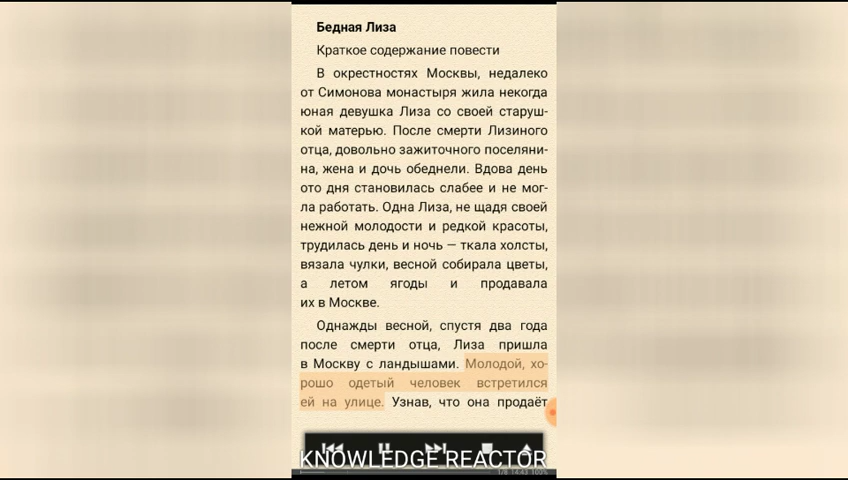 Бедная Лиза
Краткое содержание повести
В окрестностях Москвы, недалеко
от Симонова монастыря жила некогда
юная девушка Лиза со своей старуш-
кой матерью. После смерти Лизиного
отца, довольно зажиточного поселяни-
на, жена и дочь обеднели. Вдова день
ото дня становилась слабее и не мог-
ла работать. Одна Лиза, не щадя своей
нежной молодости и редкой красоты,
трудилась день и ночь — ткала холсты,
вязала чулки, весной собирала цветы,
а летом ягоды и продавала
их в Москве.
Однажды весной, спустя два года
после смерти отца, Лиза пришла
в Москву с ландышами. Молодой, хо-
рошо одетый человек встретился
ей на улице. Узнав, что она продаёт
KNOWLEDGE REACTOR